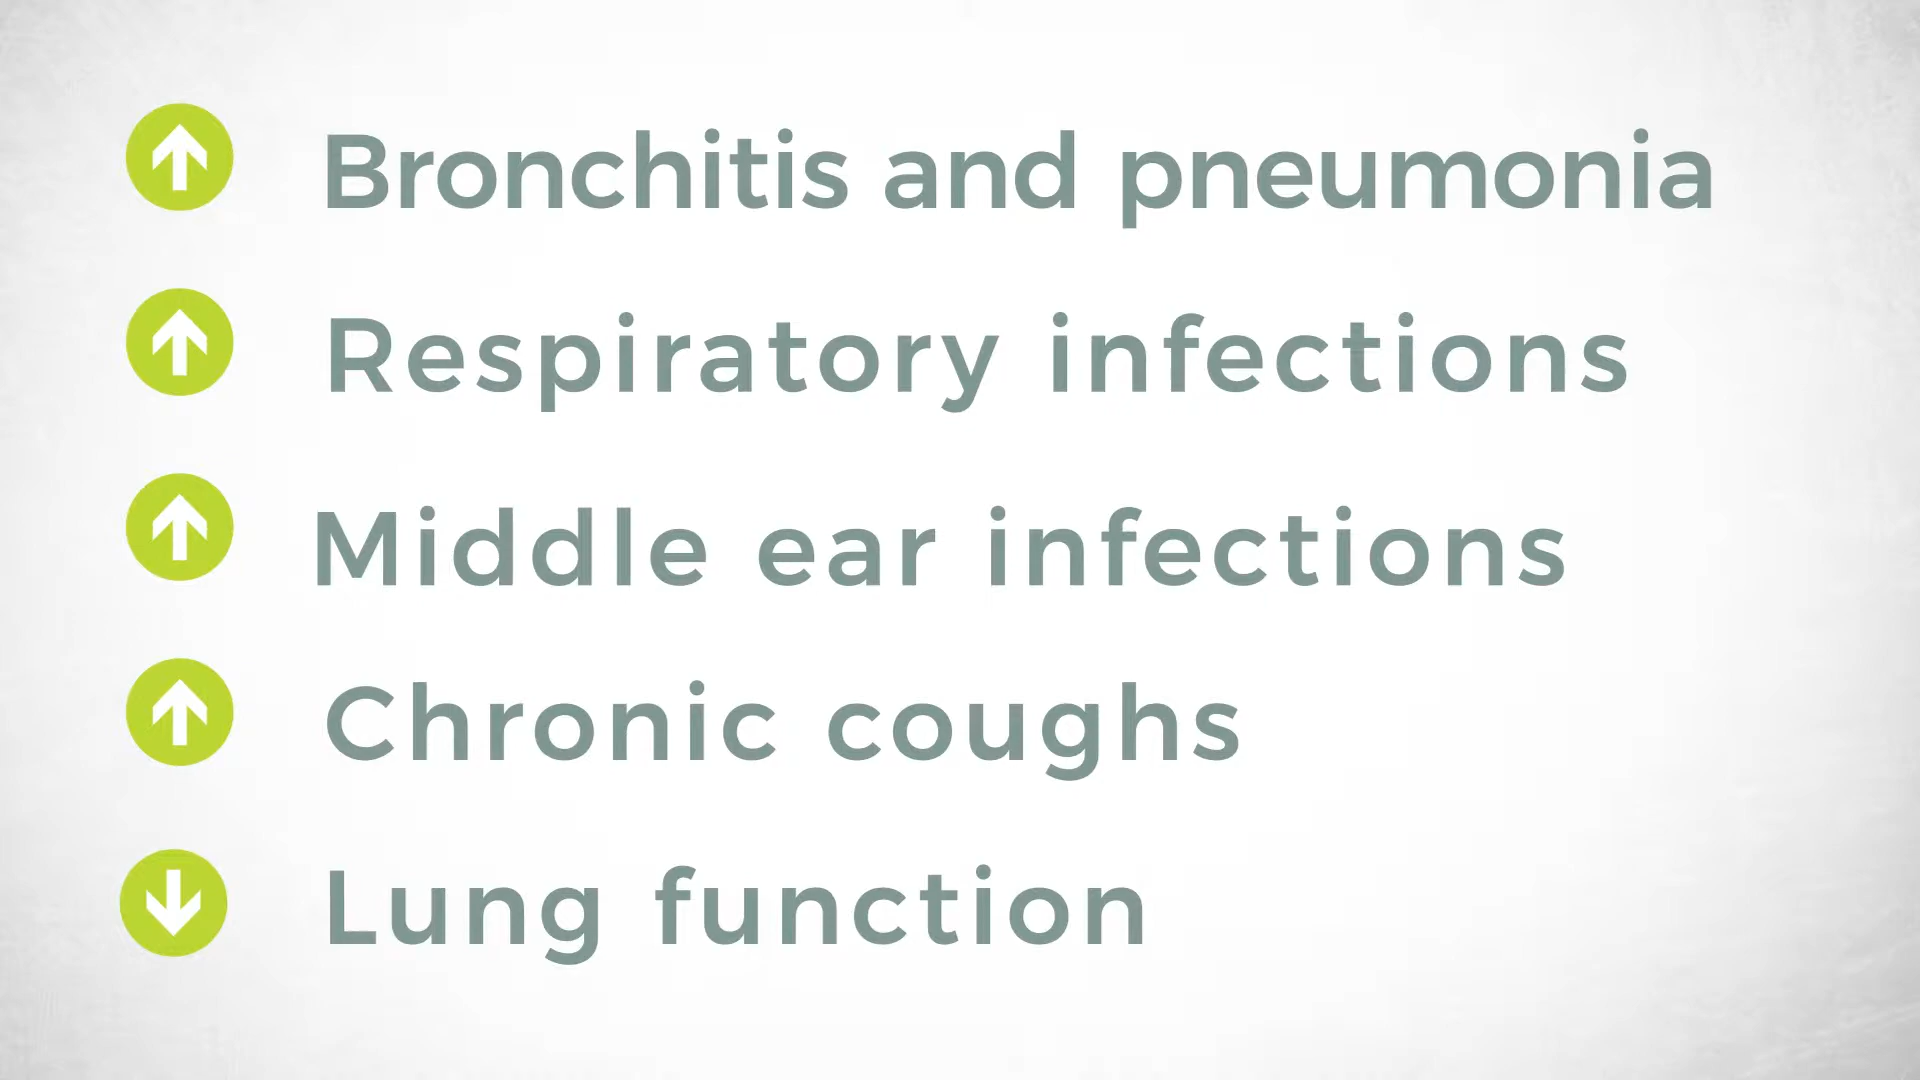 Bronchitis and pneumonia
Respiratory infections
Middle ear infections
Chronic coughs
Lung function